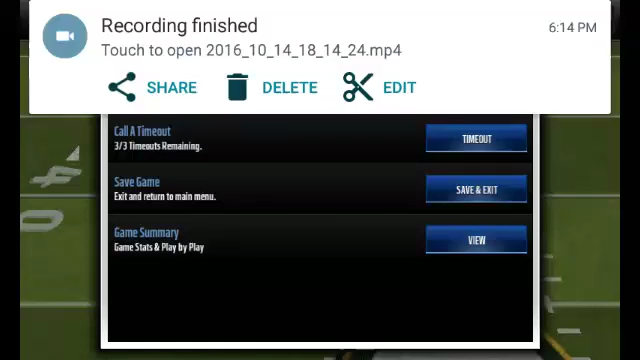 Recording finished
6:14 PM
Touch to open 2016_10_14_18_14_24.mp4
SHARE
DELETE
EDIT
Call A Timeout
3/3 Timeouts Remaining.
TIMEOUT
Save Game
Exit and return to main menu.
SAVE & EXIT
Game Summary
Game Stats & Play by Play
VIEW